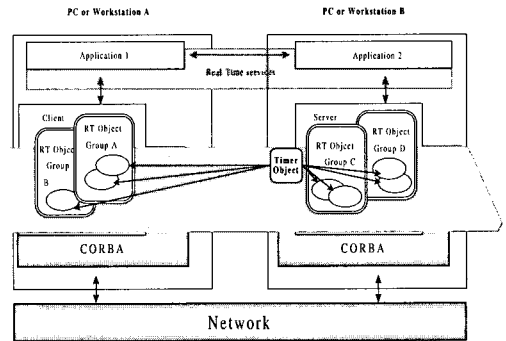 PC or Workstation A
PC or Workstation B
Application 1
Application 2
Real Time services
Client
Server
RT Object
Group A
RT Objec
Group
B
Timer
Object
RT Object
Group D
RT Object
Group C
CORBA
CORBA
Network